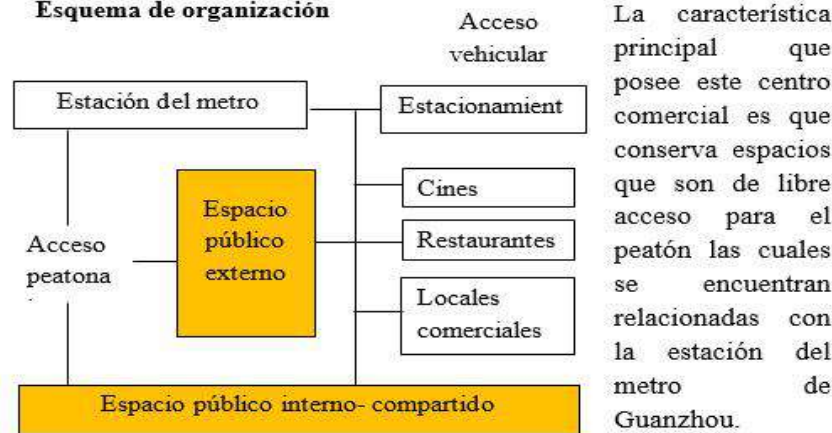 Esquema de organización
Acceso
vehicular
Estación del metro
Estacionamient
Cines
Espacio
público
externo
Restaurantes
Acceso
peatona
Locales
comerciales
Espacio público interno- compartido
La característica
principal que
posee este centro
comercial es que
conserva espacios
que son de libre
acceso para el
peatón las cuales
se encuentran
relacionadas con
la estación del
metro de
Guanzhou.